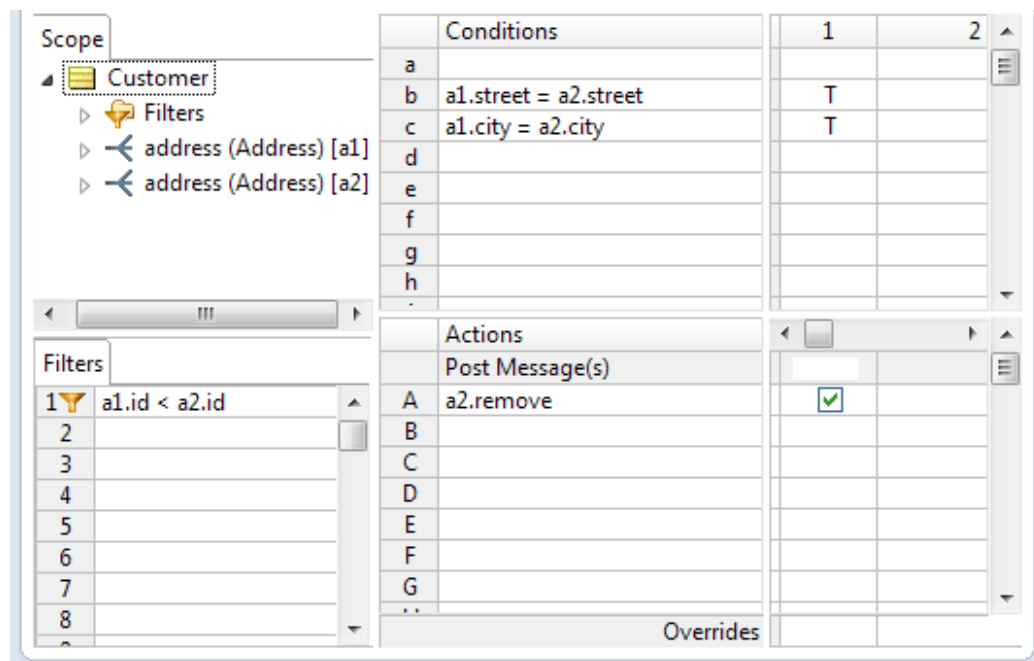 Scope
Customer
Filters
address (Address) [a1]
address (Address) [a2]
Filters
1 a1.id < a2.id
2
3
4
5
6
7
8
Conditions 1 2
a
b a1.street = a2.street T
c a1.city = a2.city T
d
e
f
g
h
Actions
Post Message(s)
A a2.remove
B
C
D
E
F
G
Overrides